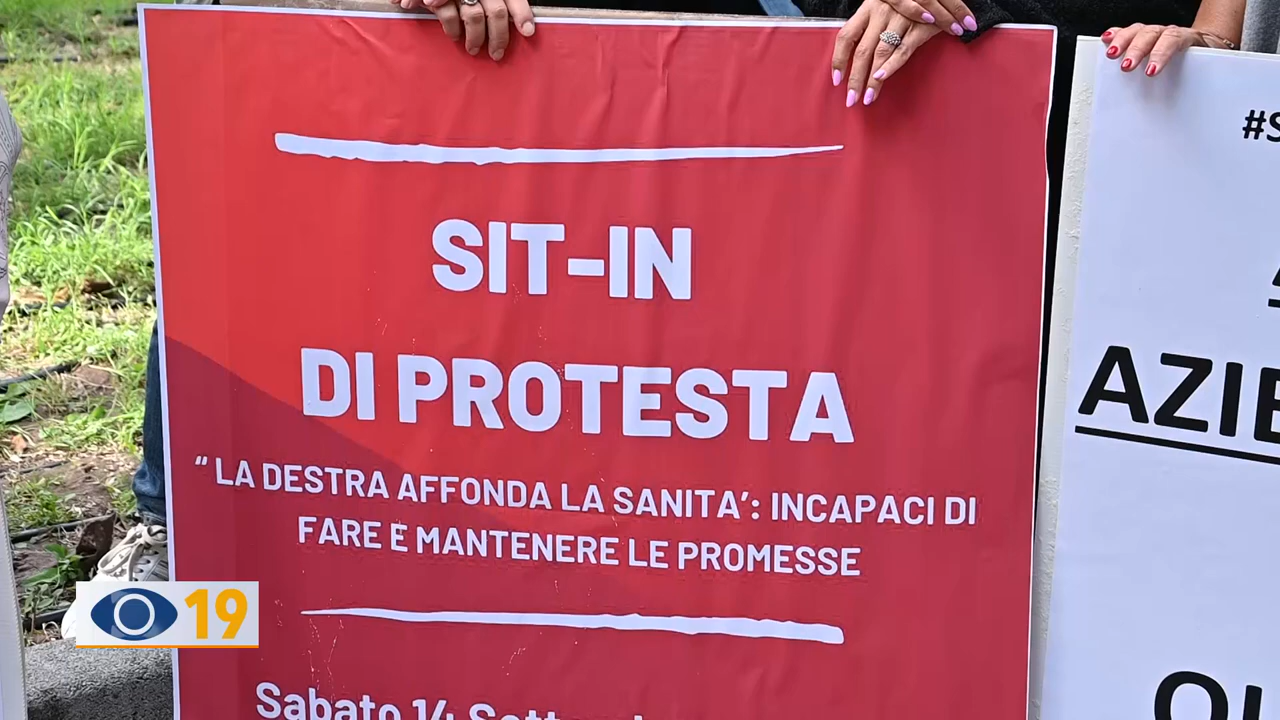 SIT-IN
DI PROTESTA
“ LA DESTRA AFFONDA LA SANITA’: INCAPACI DI
FARE E MANTENERE LE PROMESSE
Sabato 14
#S
AZIE
QU
19